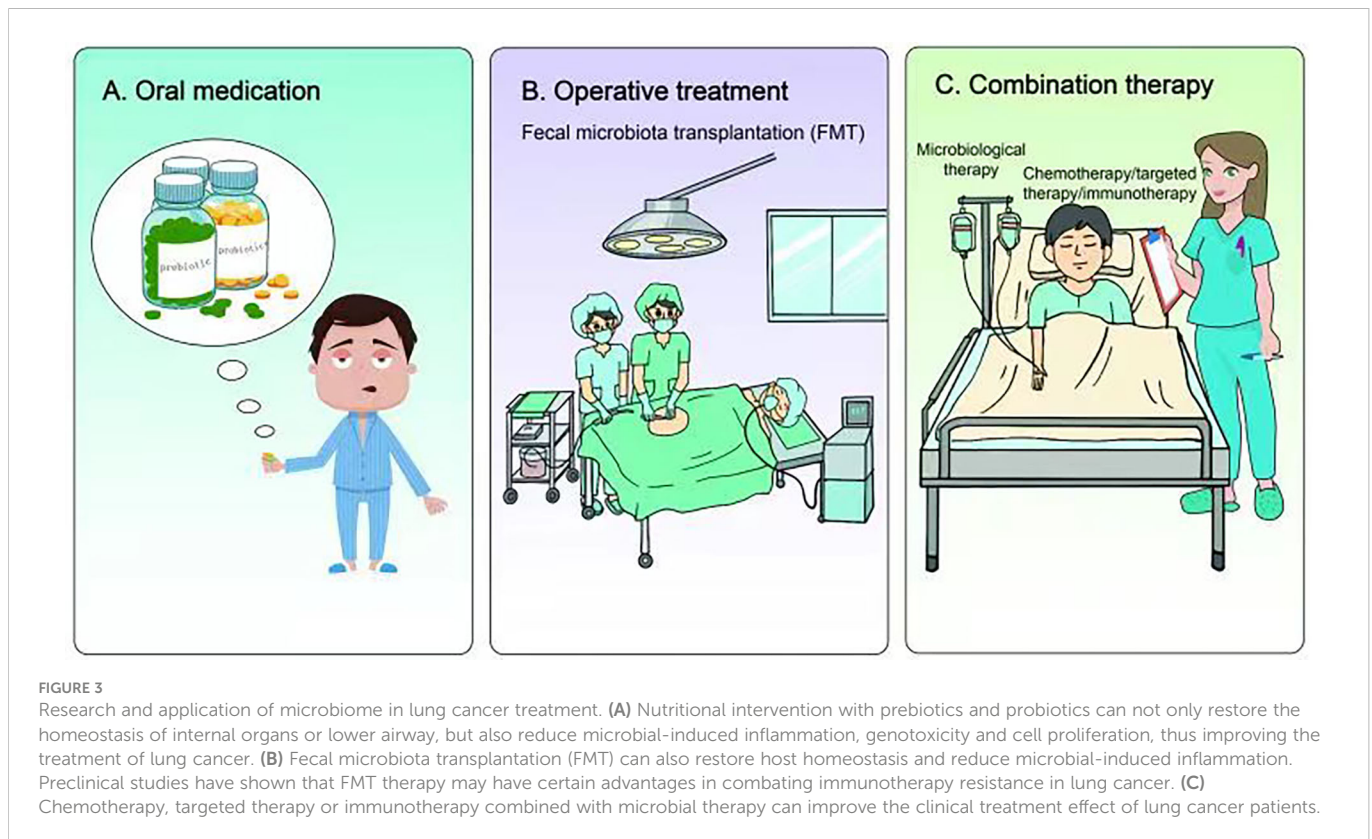 A. Oral medication
prebiotic
probiotic
B. Operative treatment
Fecal microbiota transplantation (FMT)
C. Combination therapy
Microbiological
therapy
Chemotherapy/targeted
therapy/immunotherapy
FIGURE 3
Research and application of microbiome in lung cancer treatment. (A) Nutritional intervention with prebiotics and probiotics can not only restore the
homeostasis of internal organs or lower airway, but also reduce microbial-induced inflammation, genotoxicity and cell proliferation, thus improving the
treatment of lung cancer. (B) Fecal microbiota transplantation (FMT) can also restore host homeostasis and reduce microbial-induced inflammation.
Preclinical studies have shown that FMT therapy may have certain advantages in combating immunotherapy resistance in lung cancer. (C)
Chemotherapy, targeted therapy or immunotherapy combined with microbial therapy can improve the clinical treatment effect of lung cancer patients.